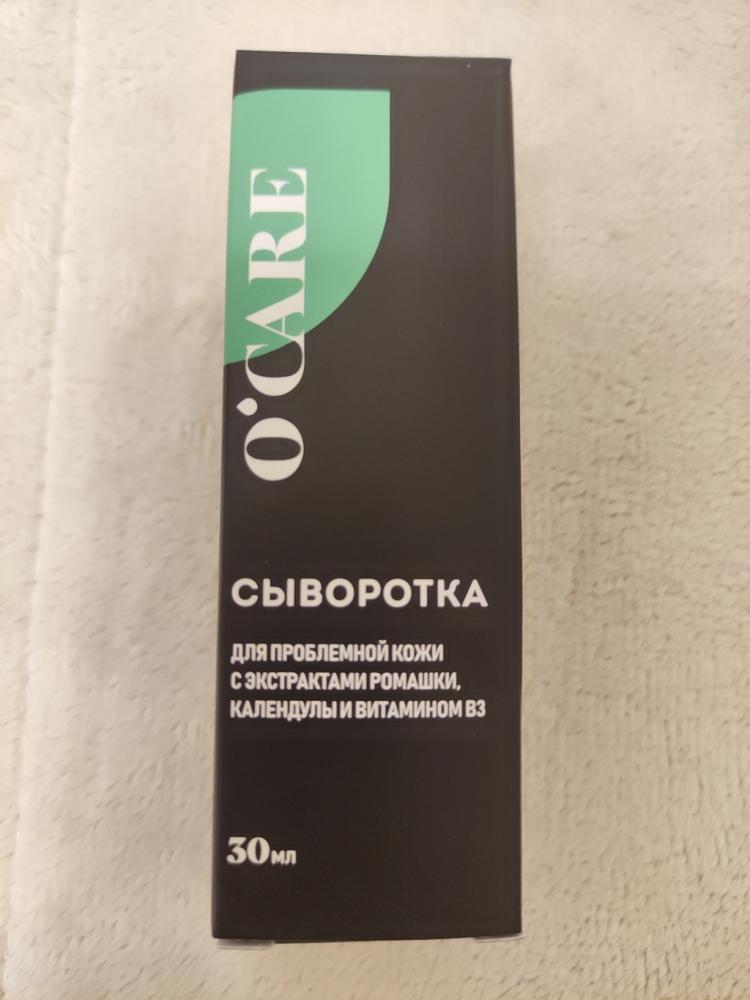 O'CARE
СЫВОРОТКА
ДЛЯ ПРОБЛЕМНОЙ КОЖИ
С ЭКСТРАКТАМИ РОМАШКИ,
КАЛЕНДУЛЫ И ВИТАМИНОМ B3
30мл